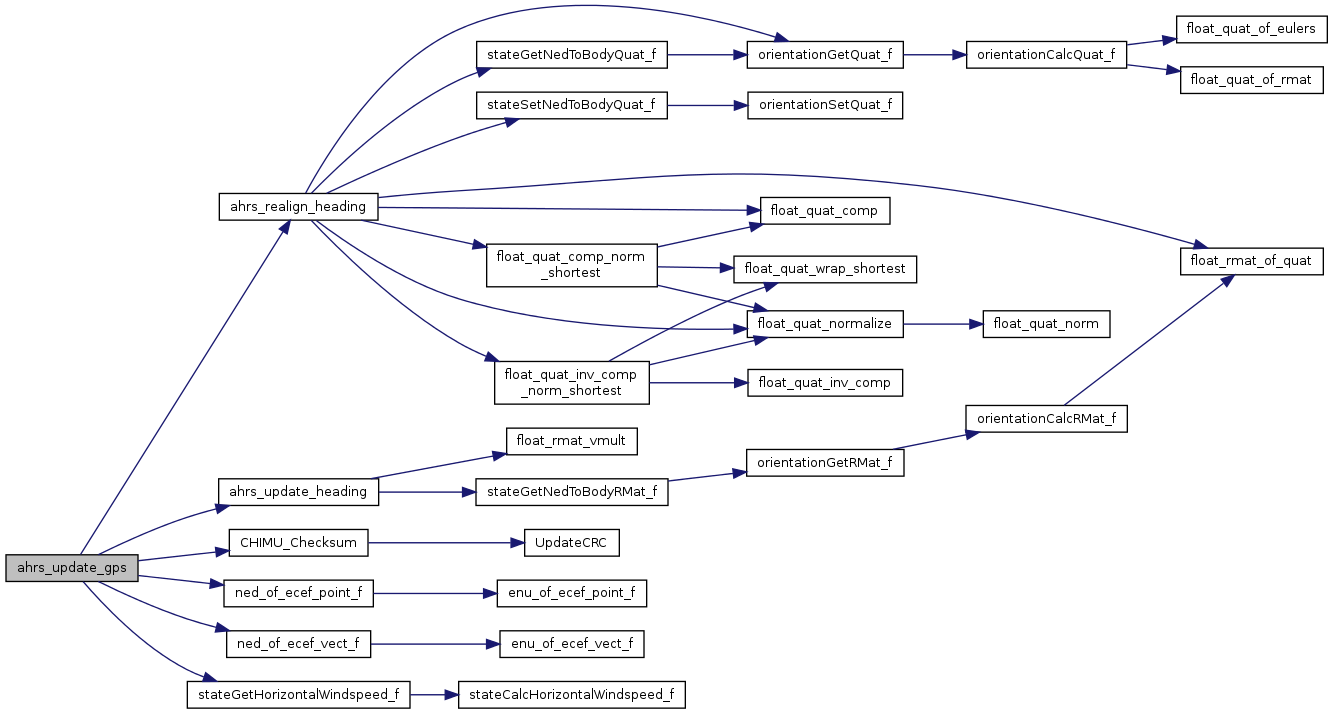 ahrs_update_gps
ahrs_realign_heading
stateGetNedToBodyQuat_f
orientationGetQuat_f
orientationCalcQuat_f
float_quat_of_eulers
float_quat_of_rmat
stateSetNedToBodyQuat_f
orientationSetQuat_f
float_quat_comp
float_quat_comp_norm
_shortest
float_quat_wrap_shortest
float_rmat_of_quat
float_quat_normalize
float_quat_norm
float_quat_inv_comp
_norm_shortest
float_quat_inv_comp
orientationCalcRMat_f
float_rmat_vmult
orientationGetRMat_f
ahrs_update_heading
stateGetNedToBodyRMat_f
CHIMU_Checksum
UpdateCRC
ned_of_ecef_point_f
enu_of_ecef_point_f
ned_of_ecef_vect_f
enu_of_ecef_vect_f
stateGetHorizontalWindspeed_f
stateCalcHorizontalWindspeed_f